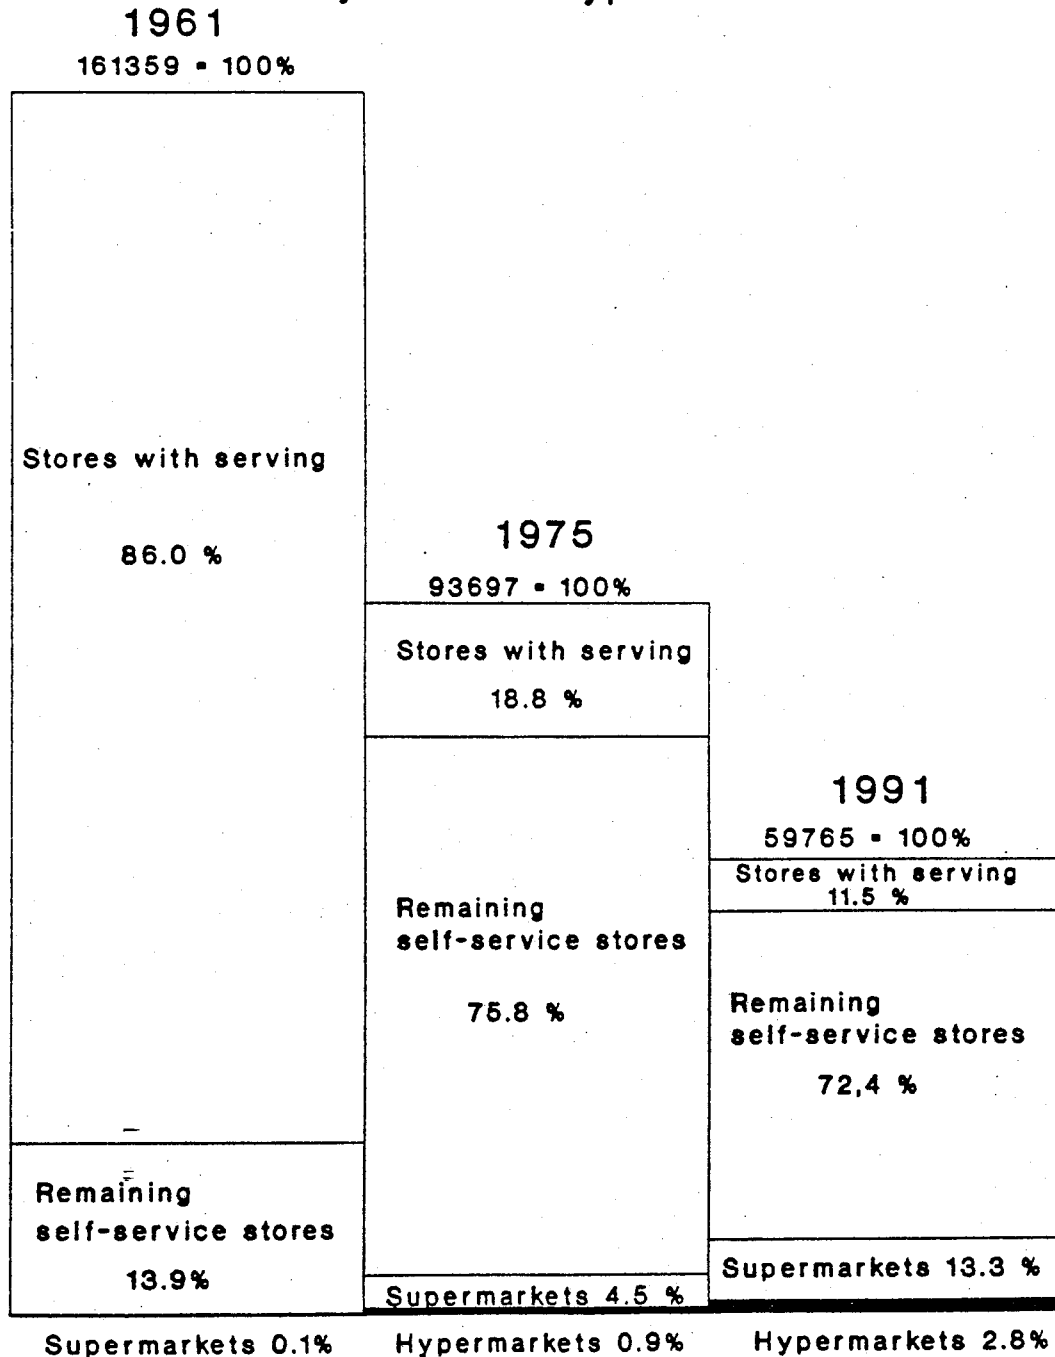 1961
161359 = 100%
Stores with serving
86.0 %
Remaining
self-service stores
13.9%
Supermarkets 0.1%
1975
93697 = 100%
Stores with serving
18.8 %
Remaining
self-service stores
75.8 %
Supermarkets 4.5 %
Hypermarkets 0.9%
1991
59765 = 100%
Stores with serving
11.5 %
Remaining
self-service stores
72,4 %
Supermarkets 13.3 %
Hypermarkets 2.8%